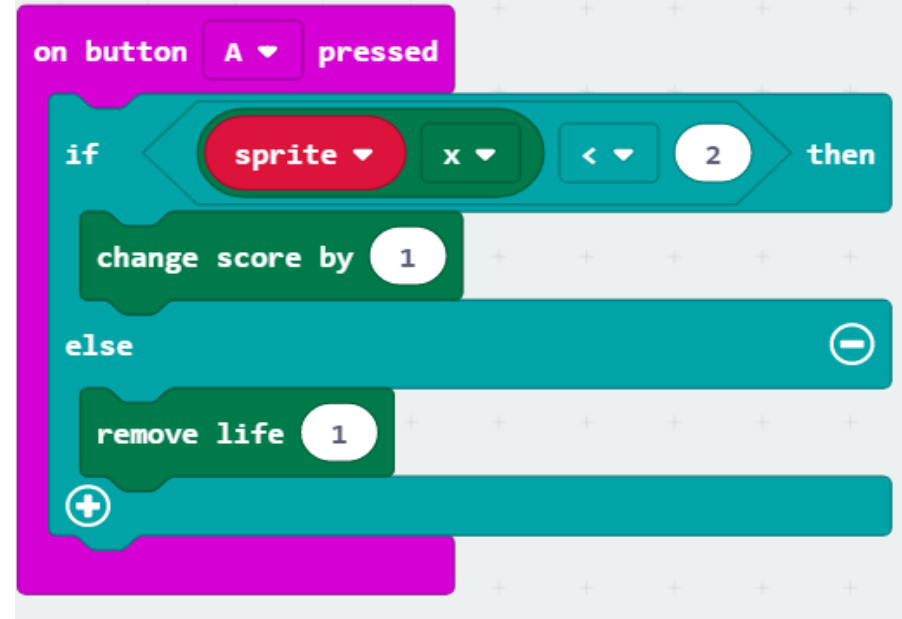 on button A pressed
if sprite x < 2 then
change score by 1
else
remove life 1